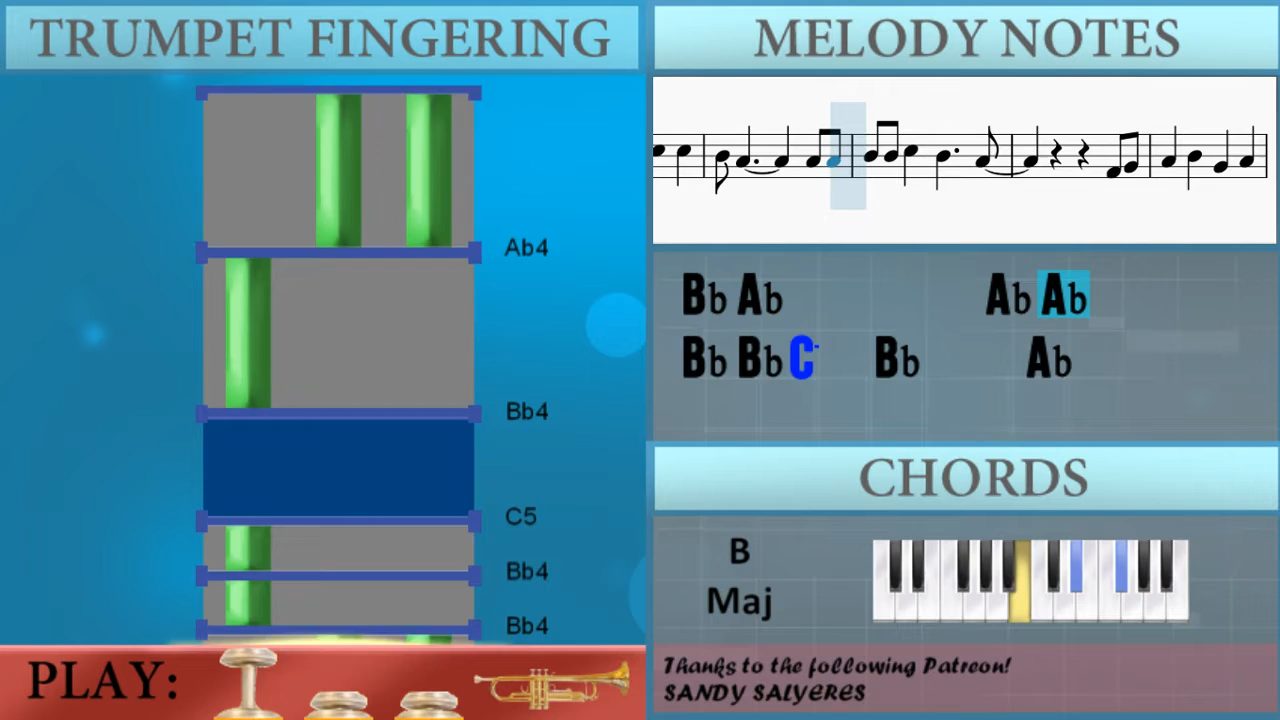 TRUMPET FINGERING
Ab4
Bb4
C5
Bb4
Bb4
PLAY:
MELODY NOTES
Bb Ab Ab Ab
Bb Bb C- Bb Ab
CHORDS
B
Maj
Thanks to the following Patreon!
SANDY SALYERES